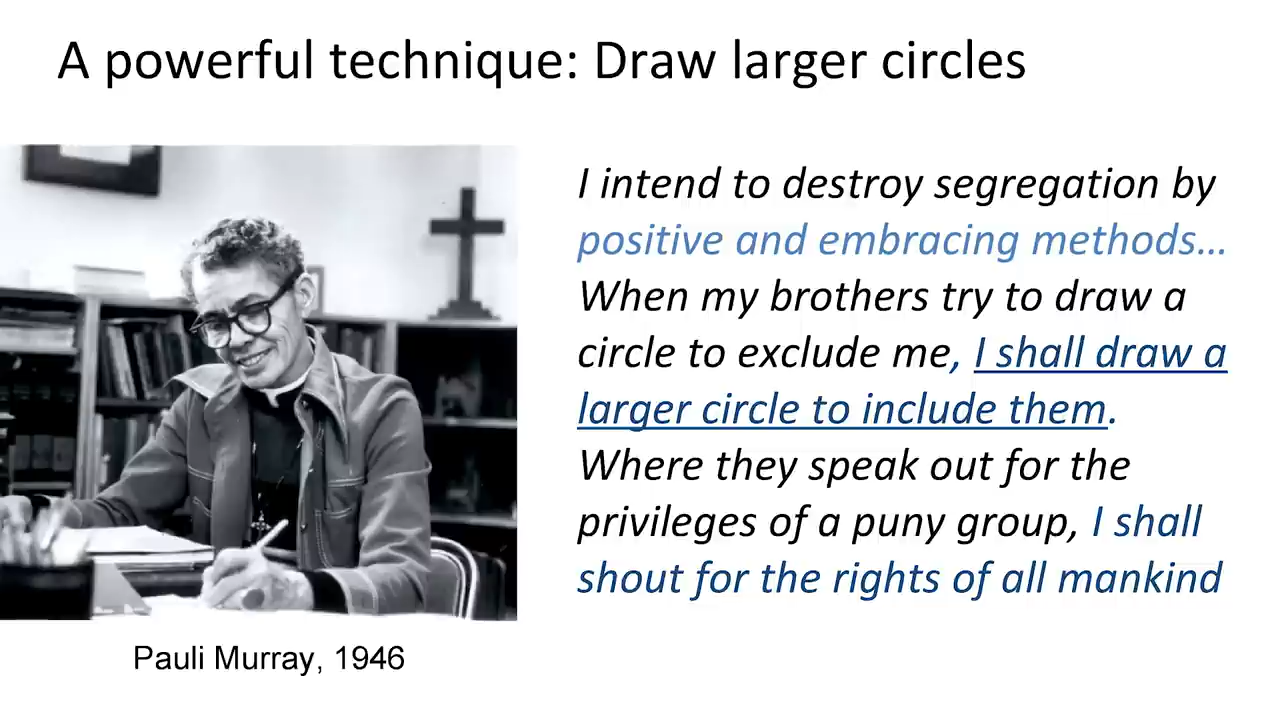 A powerful technique: Draw larger circles
I intend to destroy segregation by
positive and embracing methods...
When my brothers try to draw a
circle to exclude me, I shall draw a
larger circle to include them.
Where they speak out for the
privileges of a puny group, I shall
shout for the rights of all mankind
Pauli Murray, 1946